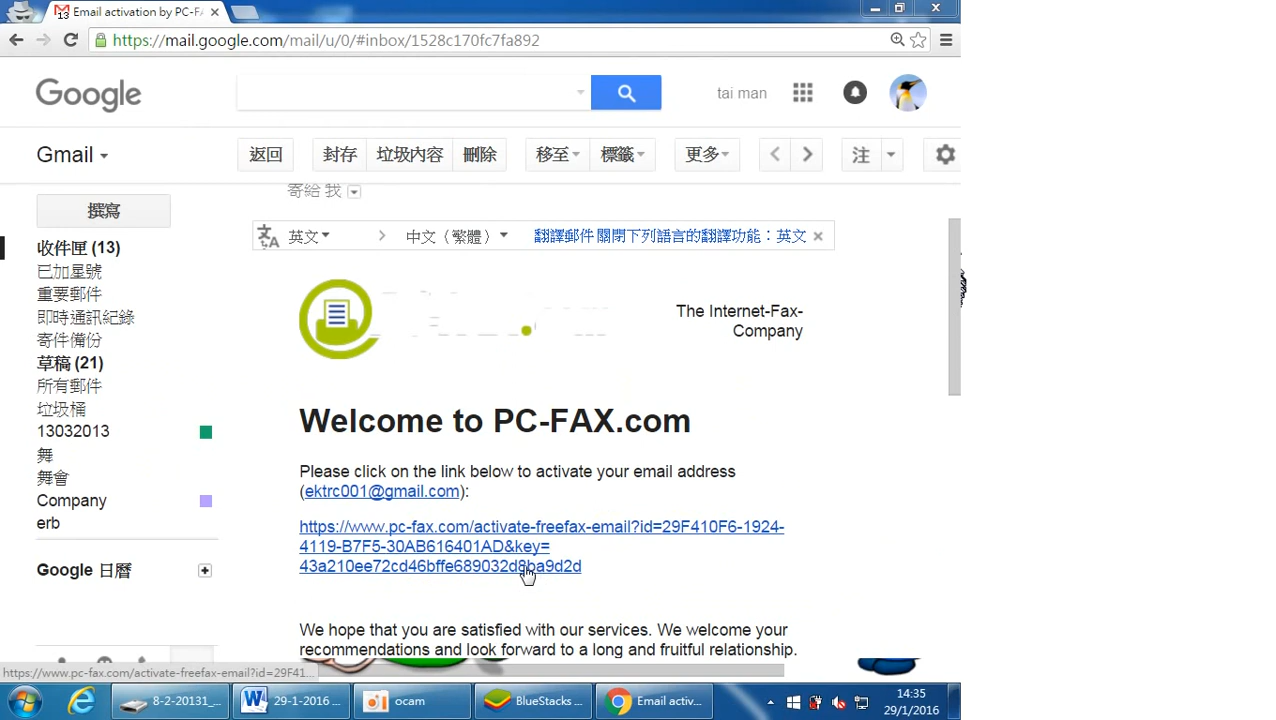 13 Email activation by PC-FA
https://mail.google.com/mail/u/0/#inbox/1528c170fc7fa892
Google
tai man
Gmail
返回
封存
垃圾內容
刪除
移至
標籤
更多
注
撰寫
收件匣 (13)
已加星號
重要郵件
即時通訊紀錄
寄件備份
草稿 (21)
所有郵件
垃圾桶
13032013
舞
舞會
Company
erb
Google 日曆
寄給 我
英文
中文（繁體）
翻譯郵件 關閉下列語言的翻譯功能：英文
The Internet-Fax-
Company
Welcome to PC-FAX.com
Please click on the link below to activate your email address
(ektrc001@gmail.com):
https://www.pc-fax.com/activate-freefax-email?id=29F410F6-1924-
4119-B7F5-30AB616401AD&key=
43a210ee72cd46bffe689032d8ba9d2d
We hope that you are satisfied with our services. We welcome your
recommendations and look forward to a long and fruitful relationship.
https://www.pc-fax.com/activate-freefax-email?id=29F41...
8-2-20131_...
29-1-2016 ...
ocam
BlueStacks ...
Email activ...
14:35
29/1/2016